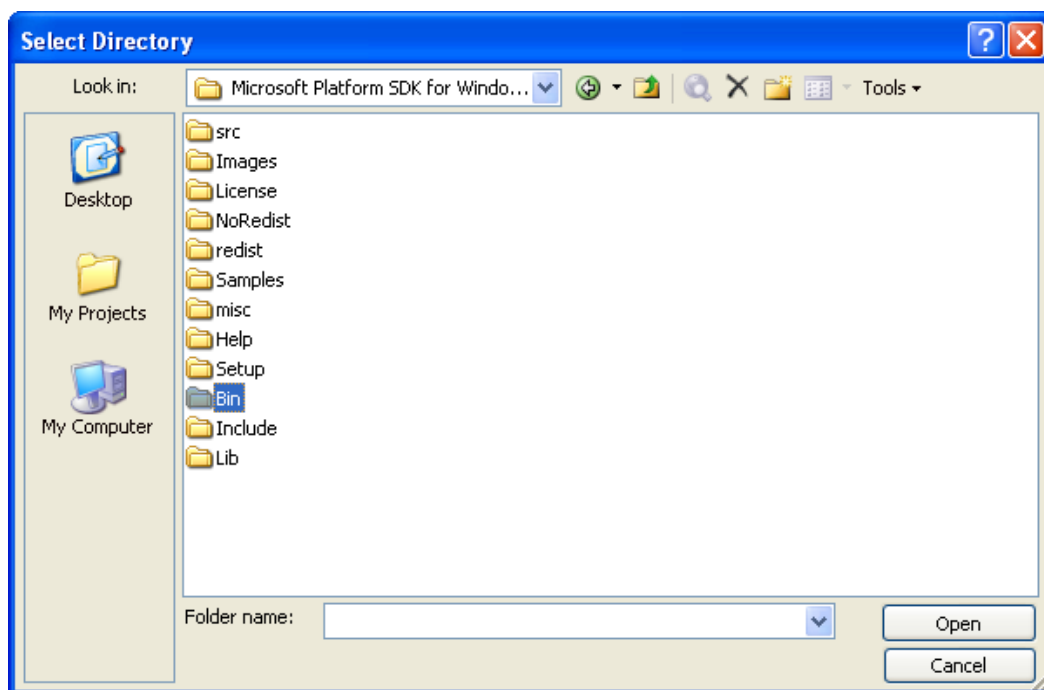 Select Directory
Look in:
Microsoft Platform SDK for Windo...
Tools
Desktop
My Projects
My Computer
src
Images
License
NoRedist
redist
Samples
misc
Help
Setup
Bin
Include
Lib
Folder name:
Open
Cancel